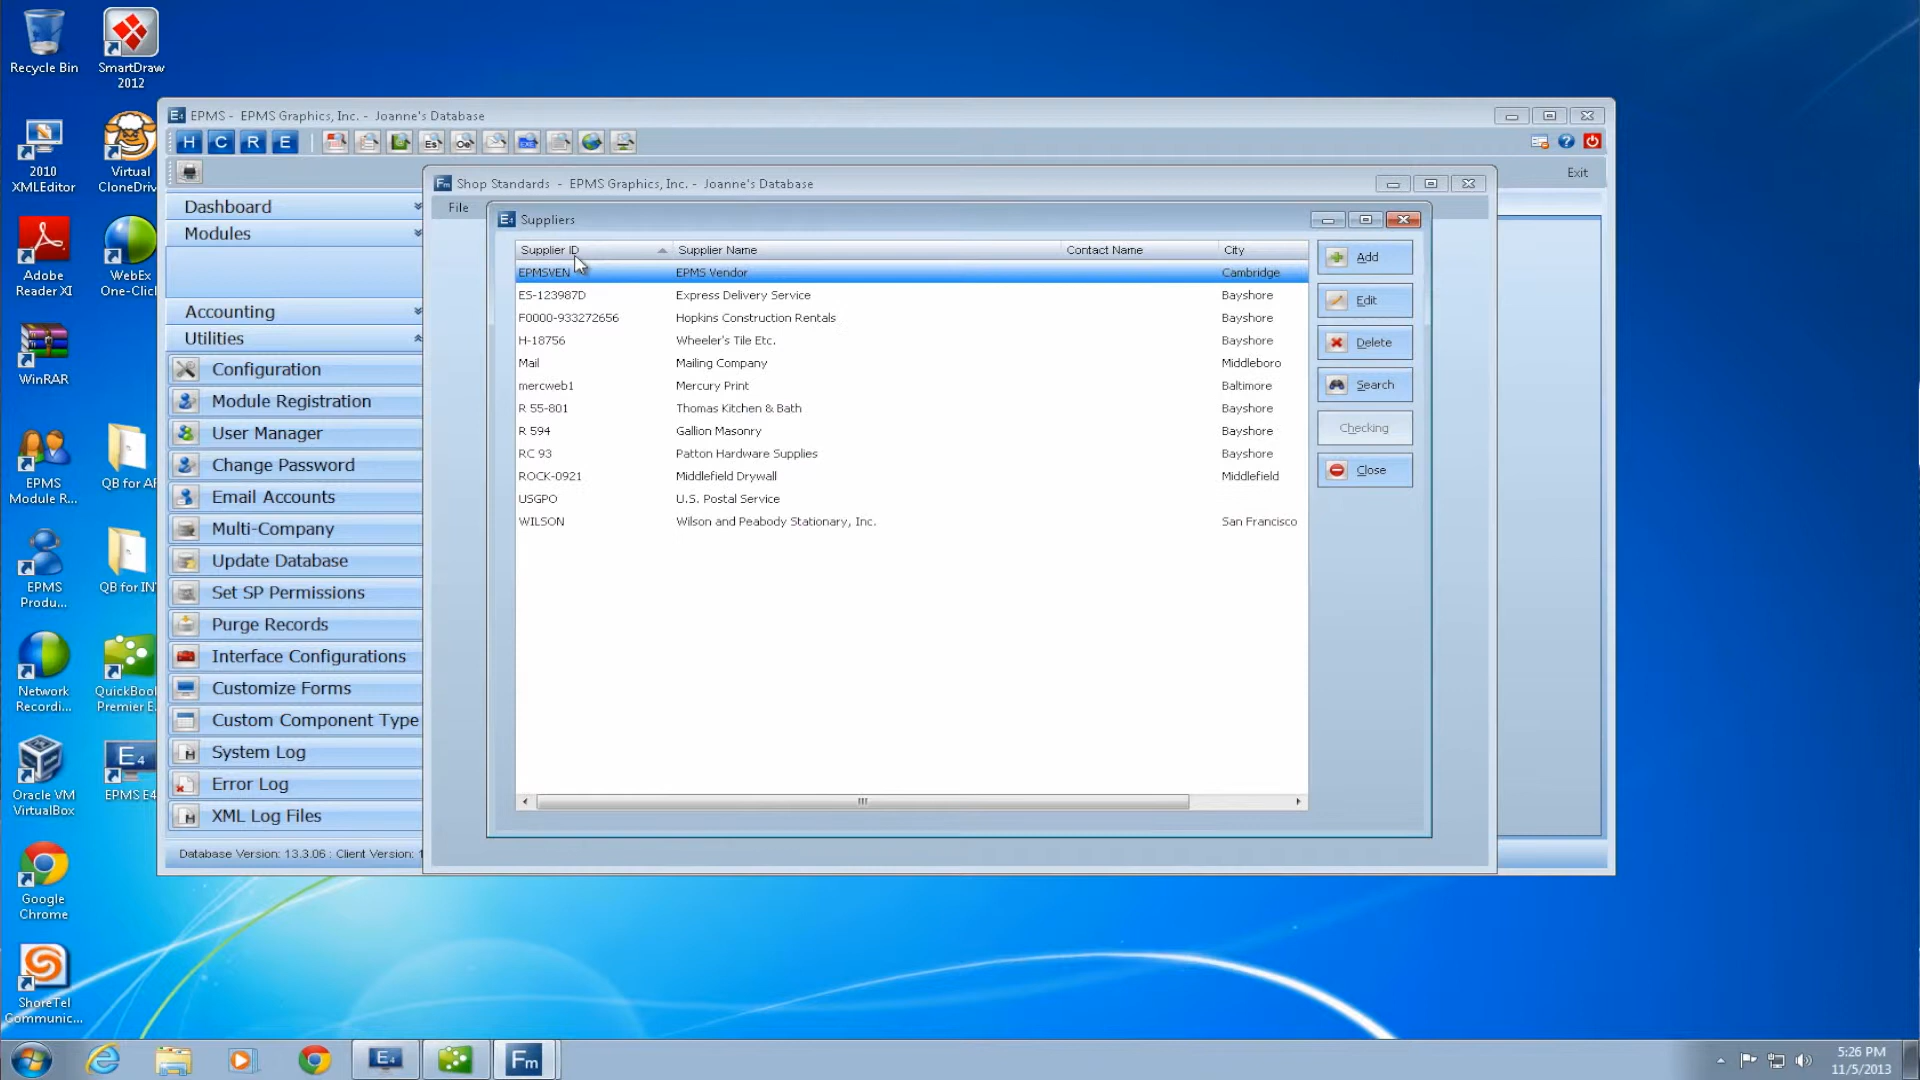 Recycle Bin
SmartDraw
2012
2010
XMLEditor
Virtual
CloneDriv
Adobe
Reader XI
WebEx
One-Clic
WinRAR
EPMS
Module R...
QB for AF
EPMS
Produ...
QB for IN
Network
Recordi...
QuickBool
Premier E.
Oracle VM
VirtualBox
EPMS E4
Google
Chrome
ShoreTel
Communic...
EPMS - EPMS Graphics, Inc. - Joanne's Database
H C R E
Exit
Dashboard
Modules
Accounting
Utilities
Configuration
Module Registration
User Manager
Change Password
Email Accounts
Multi-Company
Update Database
Set SP Permissions
Purge Records
Interface Configurations
Customize Forms
Custom Component Type
System Log
Error Log
XML Log Files
Database Version: 13.3.06 : Client Version: 1
Fm Shop Standards - EPMS Graphics, Inc. - Joanne's Database
File
E4 Suppliers
Supplier ID Supplier Name Contact Name City
EPMSVEN EPMS Vendor Cambridge
ES-123987D Express Delivery Service Bayshore
F0000-933272656 Hopkins Construction Rentals Bayshore
H-18756 Wheeler's Tile Etc. Bayshore
Mail Mailing Company Middleboro
mercweb1 Mercury Print Baltimore
R 55-801 Thomas Kitchen & Bath Bayshore
R 594 Gallion Masonry Bayshore
RC 93 Patton Hardware Supplies Bayshore
ROCK-0921 Middlefield Drywall Middlefield
USGPO U.S. Postal Service
WILSON Wilson and Peabody Stationary, Inc. San Francisco
Add
Edit
Delete
Search
Checking
Close
E4
Fm
5:26 PM
11/5/2013